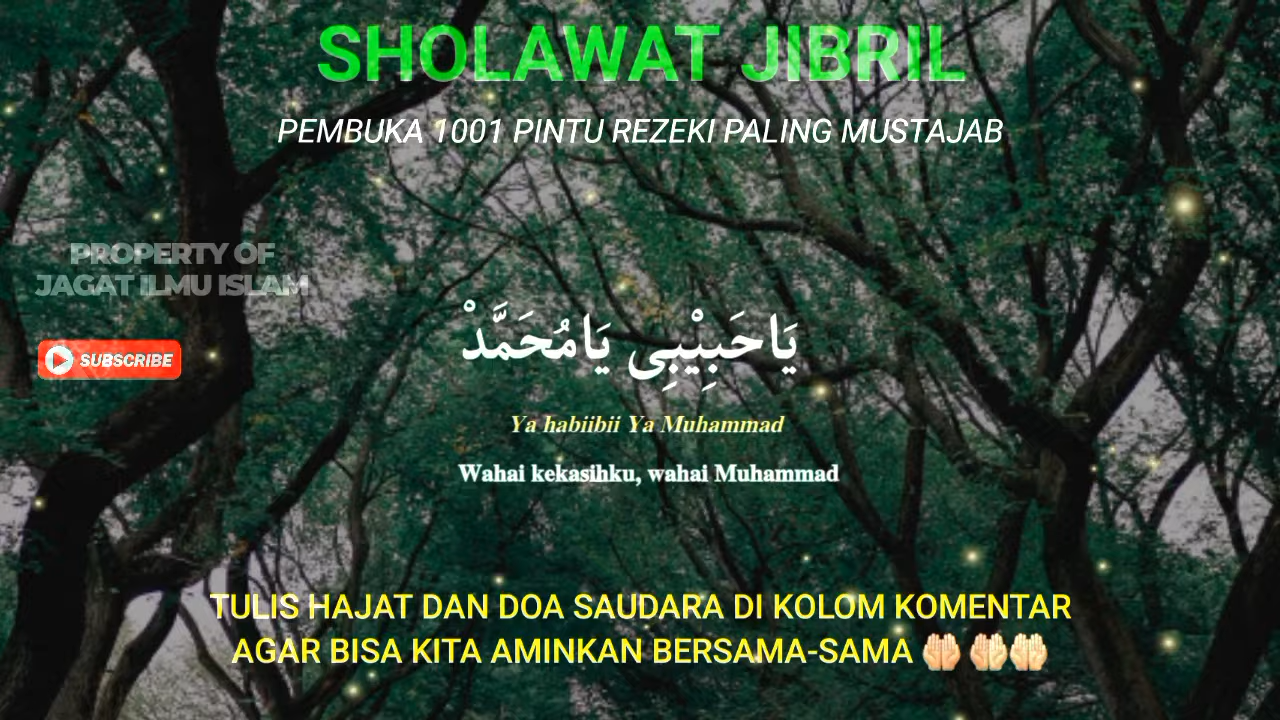 SHOLAWAT JIBRIL
PEMBUKA 1001 PINTU REZEKI PALING MUSTAJAB
PROPERTY OF
JAGAT ILMU ISLAM
SUBSCRIBE
يَاحَبِيْبِى يَامُحَمَّدْ
Ya habiibii Ya Muhammad
Wahai kekasihku, wahai Muhammad
TULIS HAJAT DAN DOA SAUDARA DI KOLOM KOMENTAR
AGAR BISA KITA AMINKAN BERSAMA-SAMA 🤲🏻 🤲🏻🤲🏻